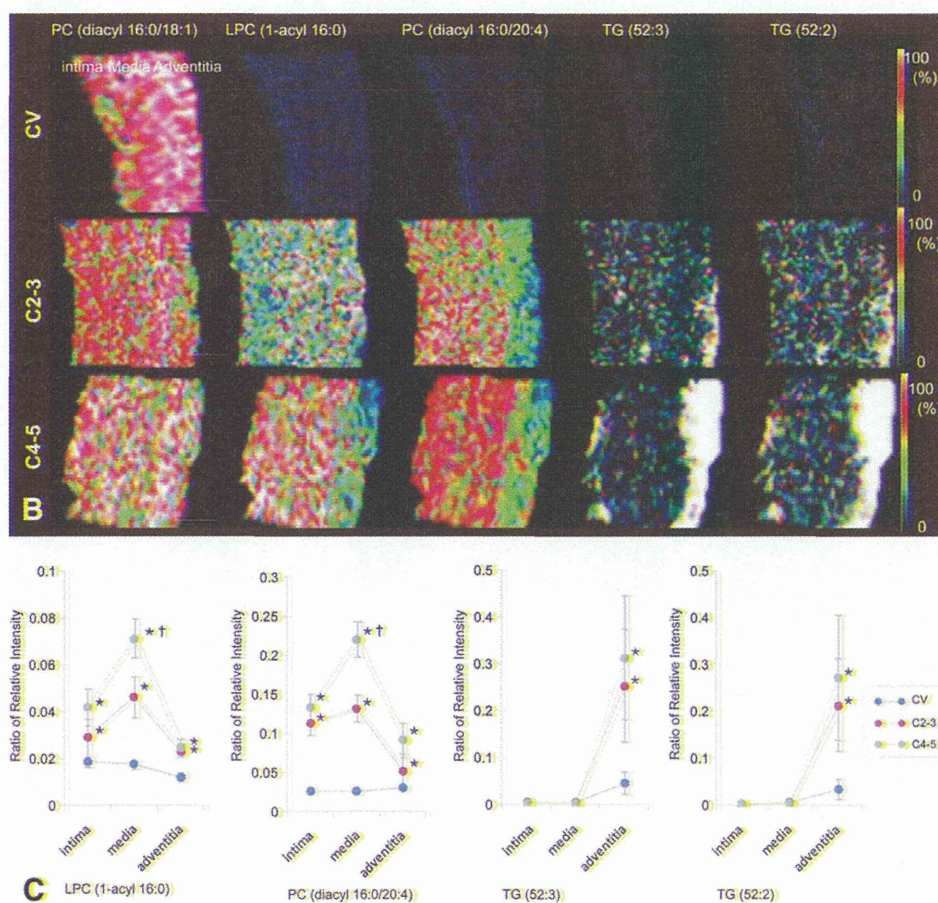 PC (diacyl 16:0/18:1) LPC (1-acyl 16:0) PC (diacyl 16:0/20:4) TG (52:3) TG (52:2)
intima Media Adventitia
CV
100
(%)
0
C2-3
100
(%)
0
C4-5
100
(%)
0
B
Ratio of Relative Intensity
0.1
0.08
0.06
0.04
0.02
0
* †
*
*
*
*
*
intima
media
adventitia
LPC (1-acyl 16:0)
Ratio of Relative Intensity
0.3
0.25
0.2
0.15
0.1
0.05
0
* †
*
*
*
*
*
intima
media
adventitia
PC (diacyl 16:0/20:4)
Ratio of Relative Intensity
0.5
0.4
0.3
0.2
0.1
0
*
*
intima
media
adventitia
TG (52:3)
Ratio of Relative Intensity
0.5
0.4
0.3
0.2
0.1
0
*
*
intima
media
adventitia
TG (52:2)
CV
C2-3
C4-5
C